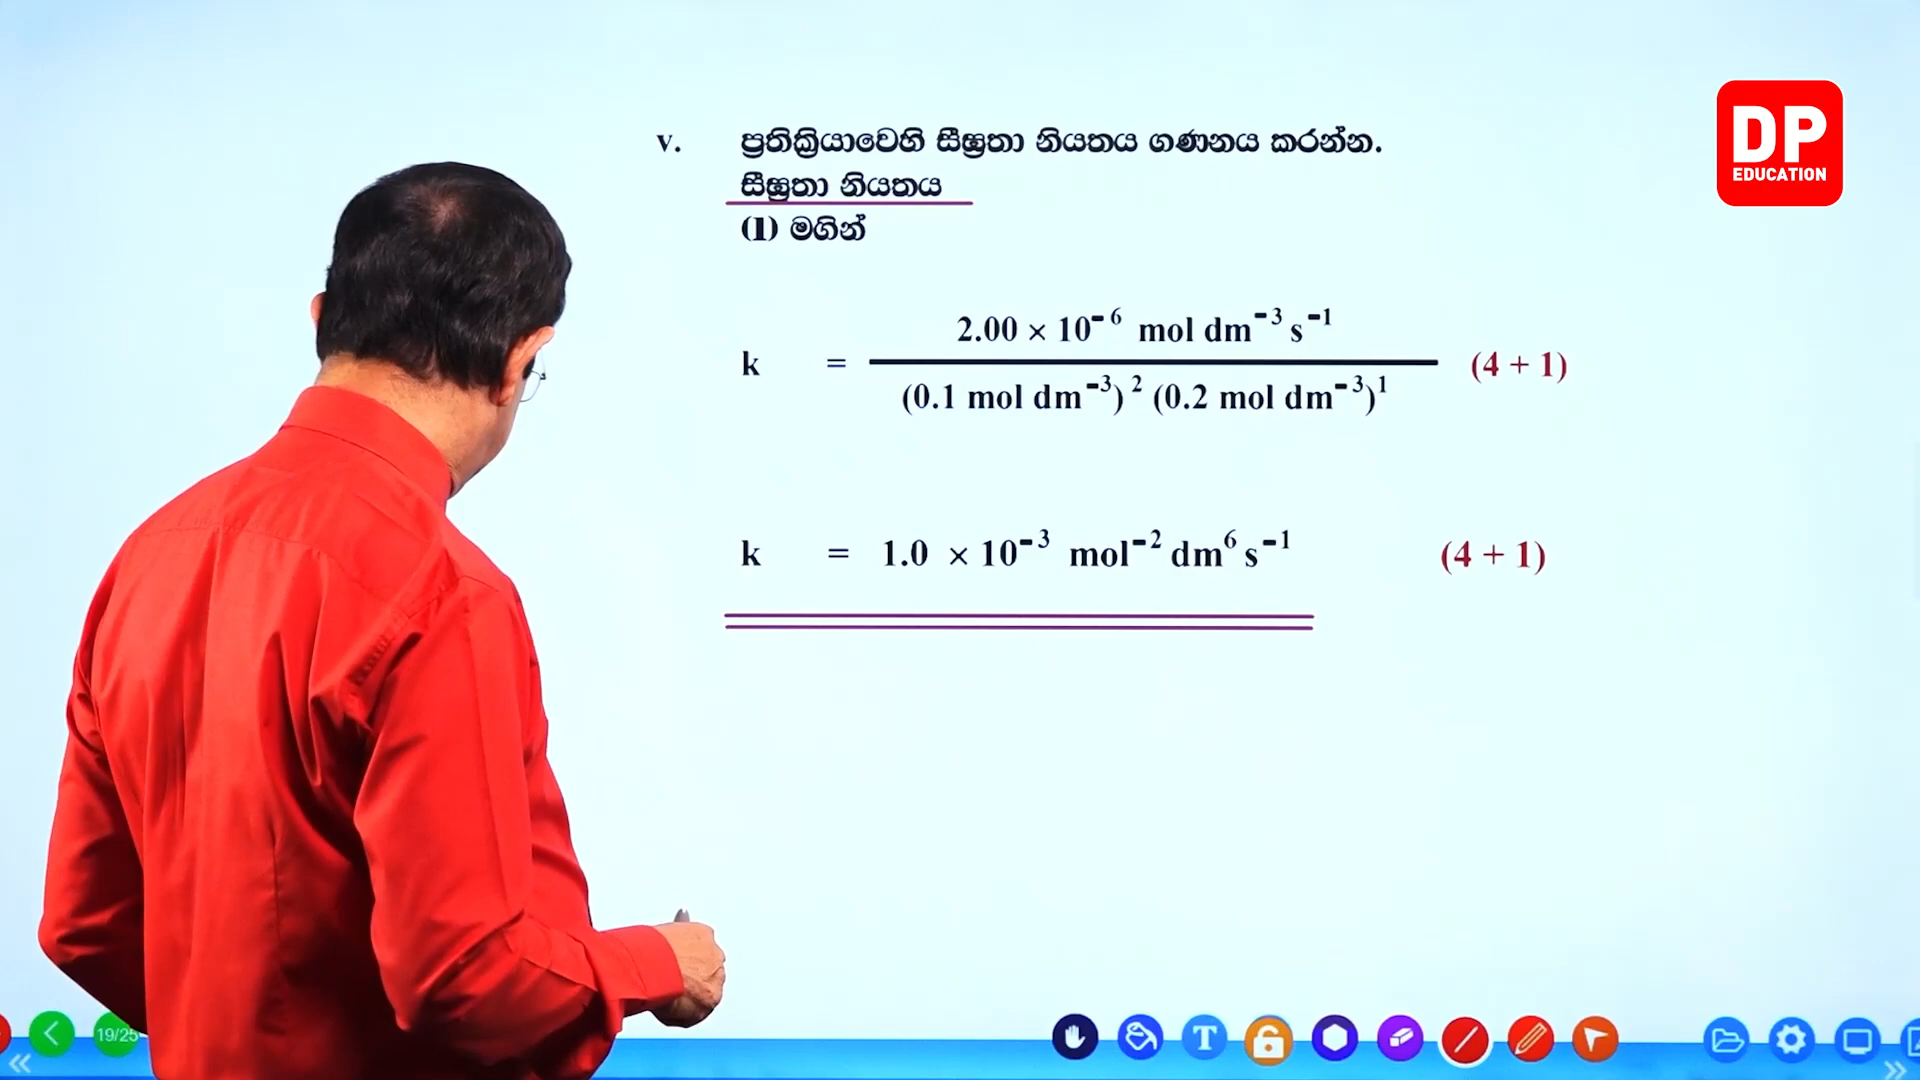 DP
EDUCATION
v. ප්‍රතික්‍රියාවෙහි සීඝ්‍රතා නියතය ගණනය කරන්න.
සීඝ්‍රතා නියතය
(1) මගින්
k = 2.00 × 10⁻⁶ mol dm⁻³ s⁻¹ / (0.1 mol dm⁻³)² (0.2 mol dm⁻³)¹ (4 + 1)
k = 1.0 × 10⁻³ mol⁻² dm⁶ s⁻¹ (4 + 1)
19/25
T